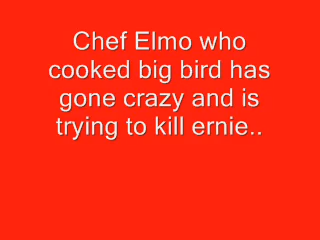 Chef Elmo who
cooked big bird has
gone crazy and is
trying to kill ernie..